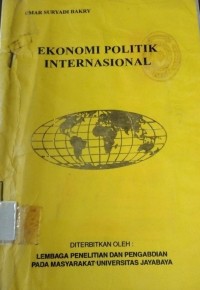 UMAR SURYADI BAKRY
EKONOMI POLITIK
INTERNASIONAL
DITERBITKAN OLEH :
LEMBAGA PENELITIAN DAN PENGABDIAN
PADA MASYARAKAT-UNIVERSITAS JAYABAYA